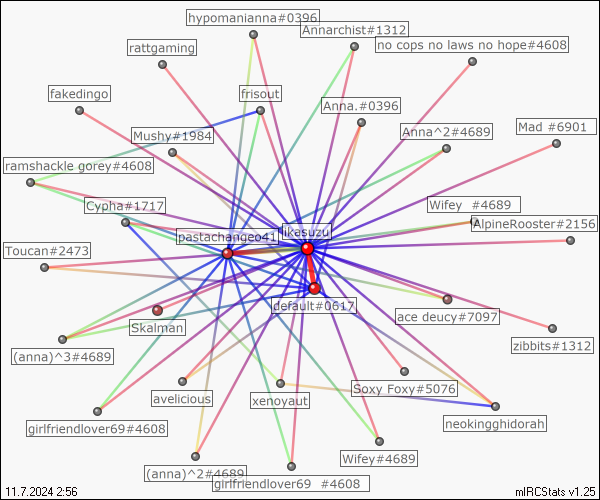 hypomanianna#0396
Annarchist#1312
no cops no laws no hope#4608
rattgaming
fakedingo
frisout
Anna.#0396
Mushy#1984
Anna^2#4689
Mad #6901
ramshackle gorey#4608
Cypha#1717
Wifey #4689
AlpineRooster#2156
pastachangeo41
likasuzu
Toucan#2473
default#0617
ace deucy#7097
Skalman
zibbits#1312
(anna)^3#4689
avelicious
xenoyaut
Soxy Foxy#5076
girlfriendlover69#4608
neokingghidorah
Wifey#4689
(anna)^2#4689
girlfriendlover69 #4608
11.7.2024 2:56
mIRCStats v1.25